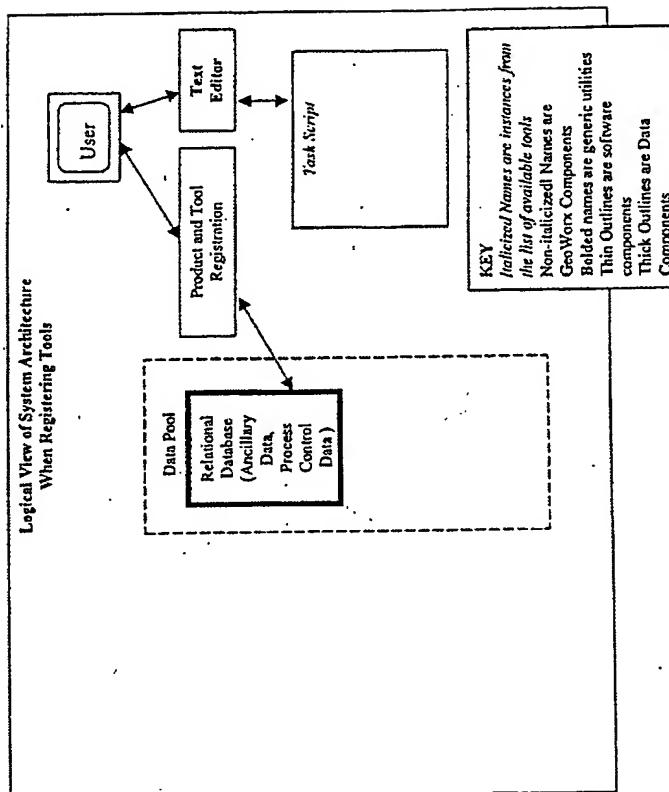 Logical View of System Architecture
When Registering Tools
User
Text
Editor
Product and Tool
Registration
Task Script
Data Pool
Relational
Database
(Ancillary
Data,
Process
Control
Data )
KEY
Italicized Names are instances from
the list of available tools
Non-italicized Names are
GeoWorx Components
Bolded names are generic utilities
Thin Outlines are software
components
Thick Outlines are Data
Components